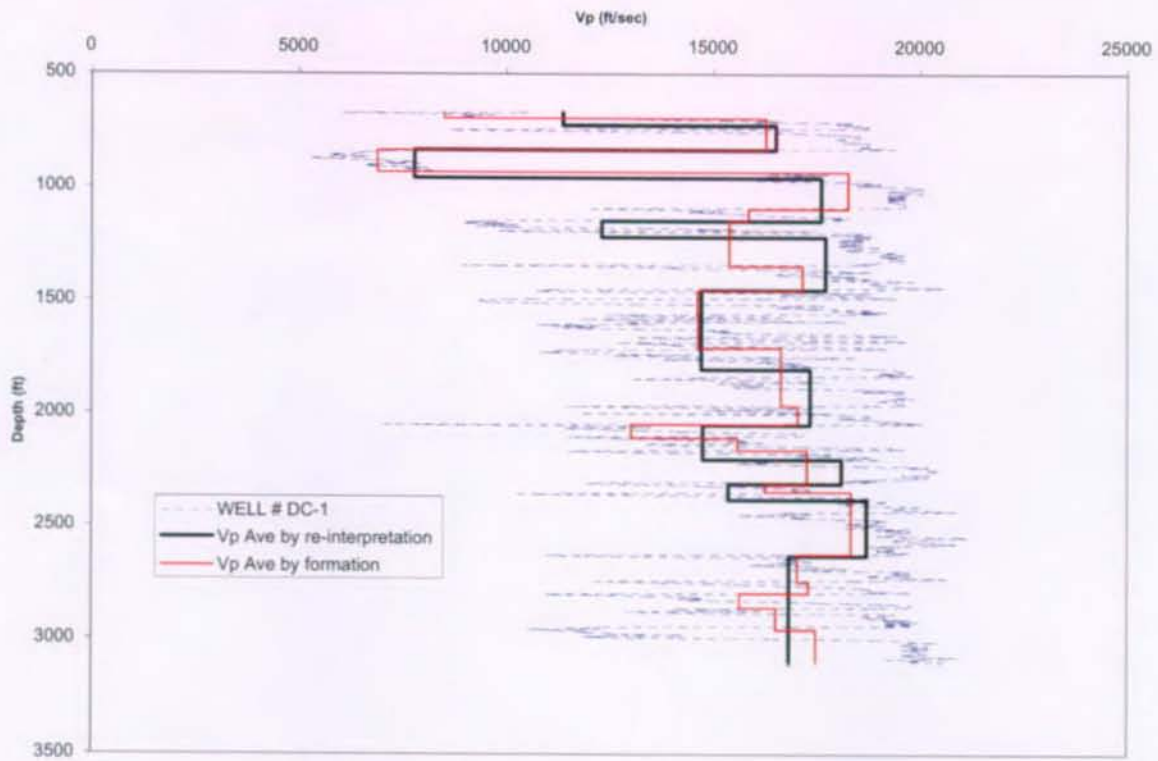 Vp (ft/sec)
0 5000 10000 15000 20000 25000
500
1000
1500
2000
2500
3000
3500
Depth (ft)
WELL # DC-1
Vp Ave by re-interpretation
Vp Ave by formation